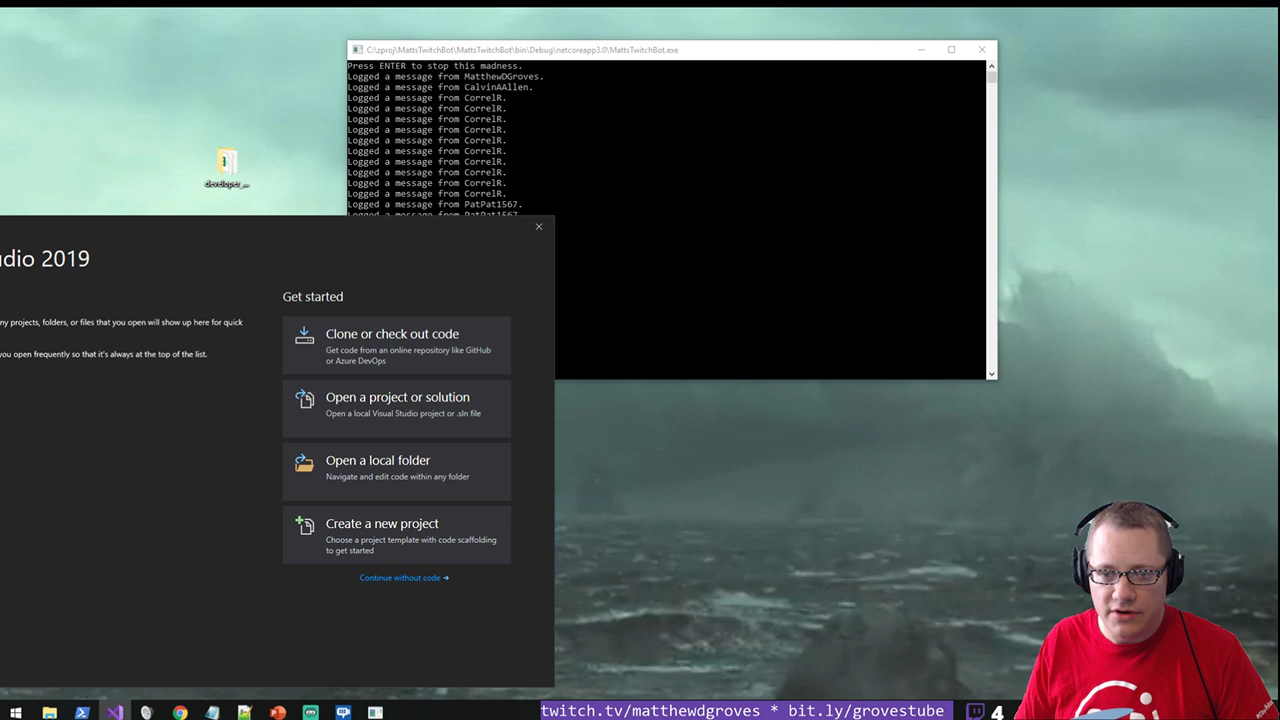 C:\zproj\MattsTwitchBot\MattsTwitchBot\bin\Debug\netcoreapp3.0\MattsTwitchBot.exe
Press ENTER to stop this madness.
Logged a message from MatthewDGroves.
Logged a message from CalvinAAllen.
Logged a message from CorrelR.
Logged a message from CorrelR.
Logged a message from CorrelR.
Logged a message from CorrelR.
Logged a message from CorrelR.
Logged a message from CorrelR.
Logged a message from CorrelR.
Logged a message from CorrelR.
Logged a message from CorrelR.
Logged a message from CorrelR.
Logged a message from PatPat1567.
Logged a message from PatPat1567.
developer_...
udio 2019
ny projects, folders, or files that you open will show up here for quick
you open frequently so that it's always at the top of the list.
Get started
Clone or check out code
Get code from an online repository like GitHub
or Azure DevOps
Open a project or solution
Open a local Visual Studio project or .sln file
Open a local folder
Navigate and edit code within any folder
Create a new project
Choose a project template with code scaffolding
to get started
Continue without code
twitch.tv/matthewdgroves * bit.ly/grovestube
4